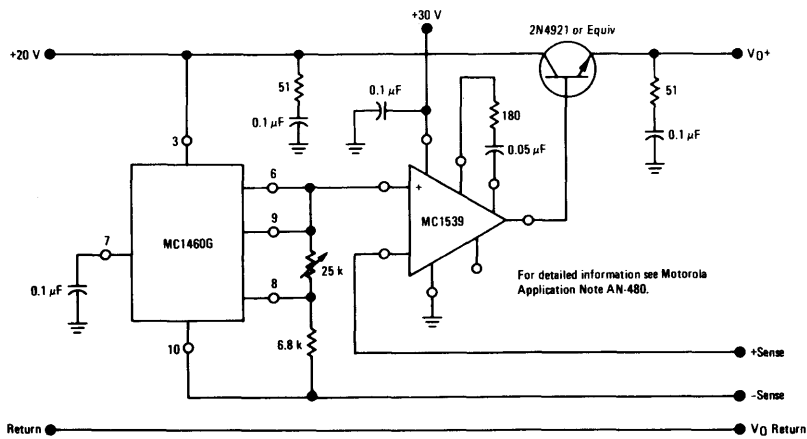 +30 V
2N4921 or Equiv
+20 V
VO+
51
0.1 µF
0.1 µF
180
0.05 µF
51
0.1 µF
3
6
9
8
7
10
MC1460G
25 k
6.8 k
0.1 µF
+
MC1539
For detailed information see Motorola
Application Note AN-480.
+Sense
−Sense
Return
VO Return